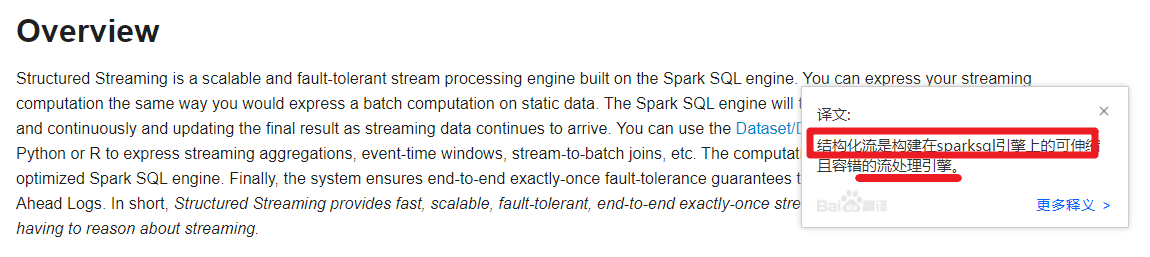 Overview
Structured Streaming is a scalable and fault-tolerant stream processing engine built on the Spark SQL engine. You can express your streaming
computation the same way you would express a batch computation on static data. The Spark SQL engine will
and continuously and updating the final result as streaming data continues to arrive. You can use the Dataset/
Python or R to express streaming aggregations, event-time windows, stream-to-batch joins, etc. The
optimized Spark SQL engine. Finally, the system ensures end-to-end exactly-once fault-tolerance guarantees
Ahead Logs. In short, Structured Streaming provides fast, scalable, fault-tolerant, end-to-end exactly-once
having to reason about streaming.
译文:
结构化流是构建在sparksql引擎上的可伸缩
且容错的流处理引擎。
Bai 翻译
更多释义 >